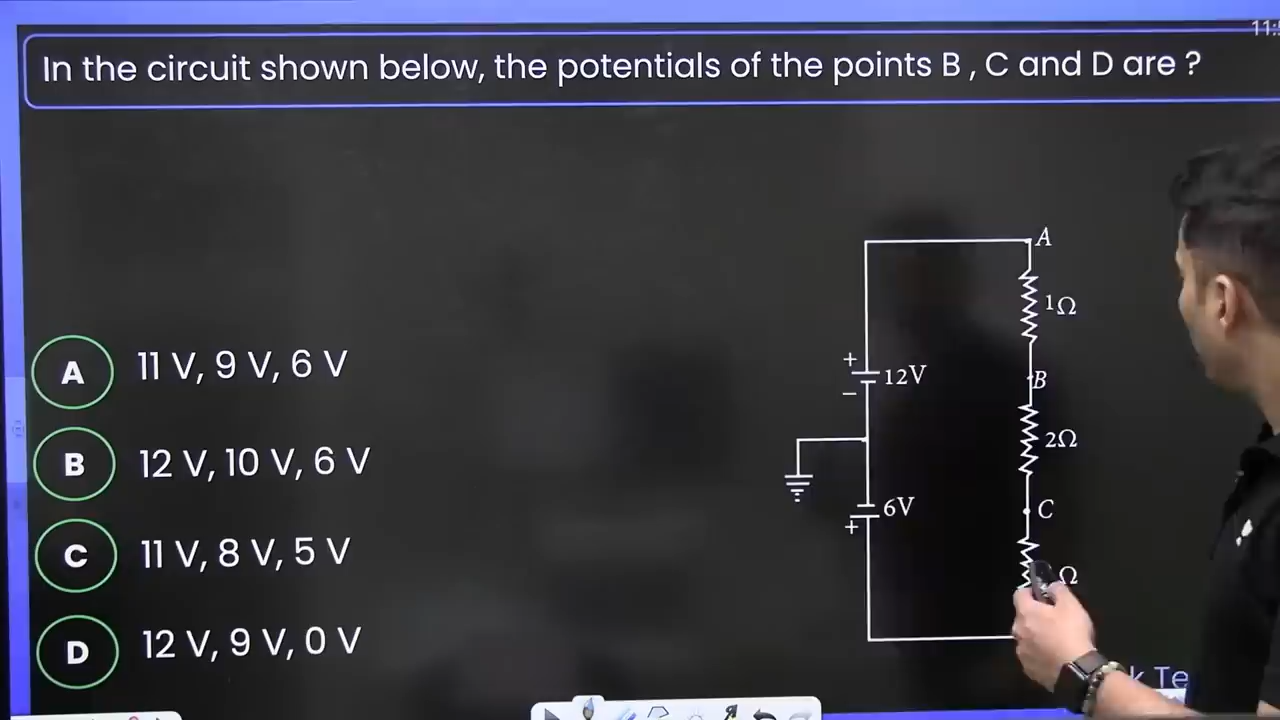 11:
In the circuit shown below, the potentials of the points B , C and D are ?
A
1Ω
+
12V
−
B
2Ω
6V
+
C
Ω
A 11 V, 9 V, 6 V
B 12 V, 10 V, 6 V
C 11 V, 8 V, 5 V
D 12 V, 9 V, 0 V